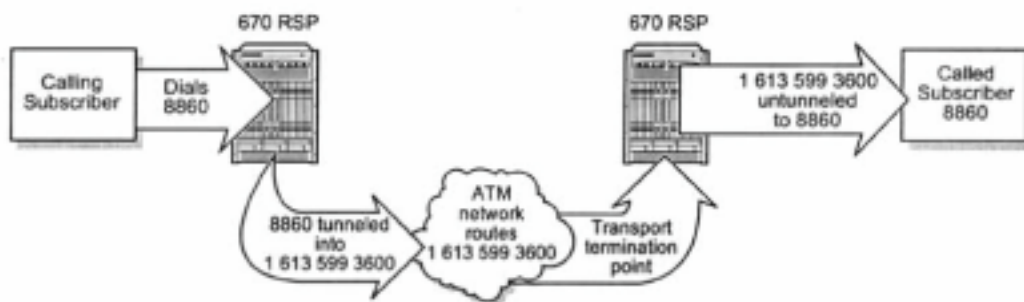 670 RSP
670 RSP
Calling
Subscriber
Dials
8860
1 613 599 3600
untunneled
to 8860
Called
Subscriber
8860
8860 tunneled
into
1 613 599 3600
ATM
network
routes
1 613 599 3600
Transport
termination
point